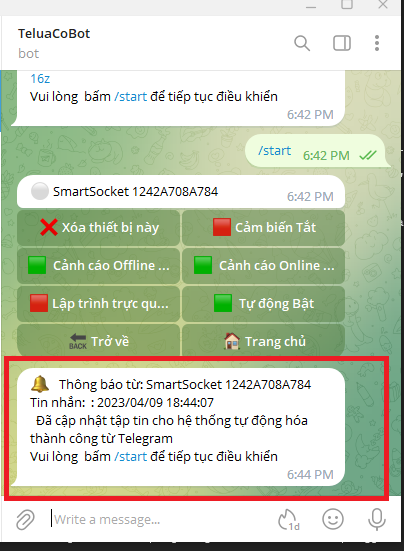 TeluaCoBot
bot
16z
Vui lòng bấm /start để tiếp tục điều khiển
6:42 PM
/start 6:42 PM
SmartSocket 1242A708A784
6:42 PM
Xóa thiết bị này
Cảm biến Tắt
Cảnh cáo Offline ...
Cảnh cáo Online ...
Lập trình trực qu...
Tự động Bật
BACK Trở về
Trang chủ
Thông báo từ: SmartSocket 1242A708A784
Tin nhắn: : 2023/04/09 18:44:07
Đã cập nhật tập tin cho hệ thống tự động hóa
thành công từ Telegram
Vui lòng bấm /start để tiếp tục điều khiển
6:44 PM
Write a message...
1d